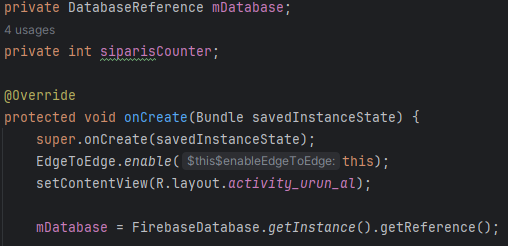 private DatabaseReference mDatabase;
4 usages
private int siparisCounter;
@Override
protected void onCreate(Bundle savedInstanceState) {
super.onCreate(savedInstanceState);
EdgeToEdge.enable( $this$enableEdgeToEdge: this);
setContentView(R.layout.activity_urun_al);
mDatabase = FirebaseDatabase.getInstance().getReference();